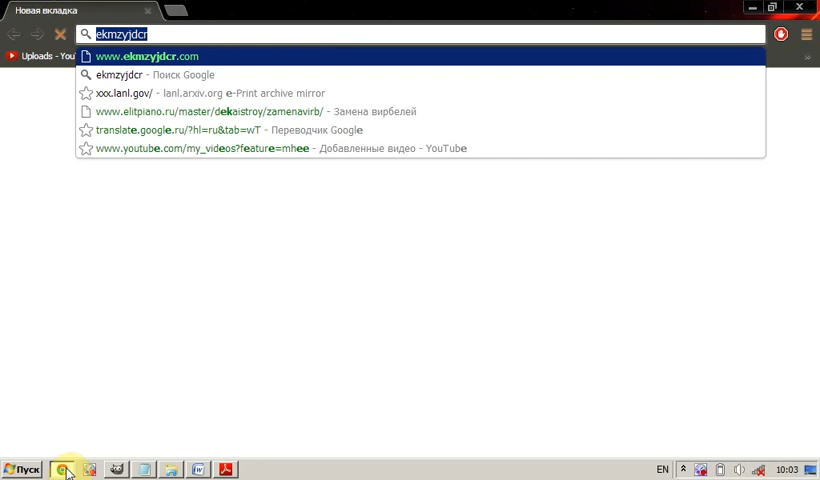 Новая вкладка
ekmzyjdcr
Uploads - You
www.ekmzyjdcr.com
ekmzyjdcr - Поиск Google
xxx.lanl.gov/ - lanl.arxiv.org e-Print archive mirror
www.elitpiano.ru/master/dekaistroy/zamenavirb/ - Замена вирбелей
translate.google.ru/?hl=ru&tab=wT - Переводчик Google
www.youtube.com/my_videos?feature=mhee - Добавленные видео - YouTube
Пуск
EN
10:03